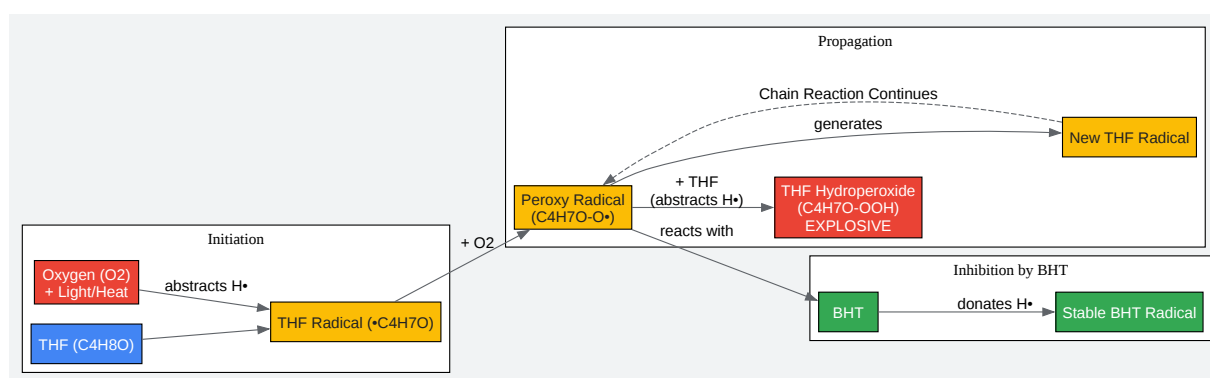 Propagation
Chain Reaction Continues
generates
New THF Radical
Peroxy Radical
(C4H7O-O•)
+ THF
(abstracts H•)
THF Hydroperoxide
(C4H7O-OOH)
EXPLOSIVE
reacts with
+ O2
Initiation
Oxygen (O2)
+ Light/Heat
abstracts H•
THF Radical (•C4H7O)
THF (C4H8O)
Inhibition by BHT
BHT
donates H•
Stable BHT Radical